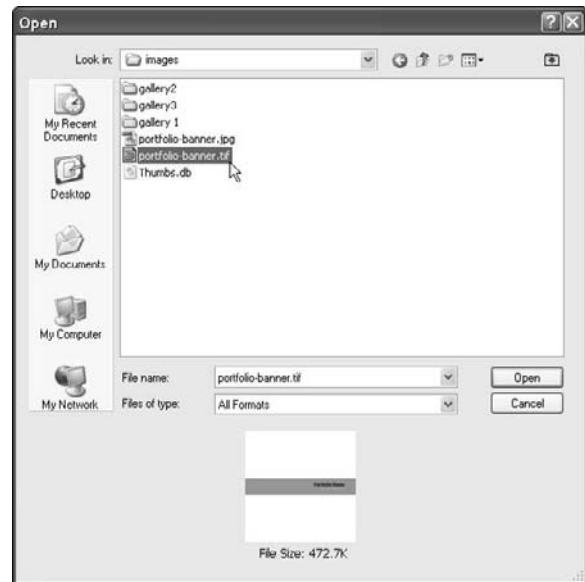 Open
Look in: images
My Recent Documents
Desktop
My Documents
My Computer
My Network
gallery2
gallery3
gallery 1
portfolio-banner.jpg
portfolio-banner.tif
Thumbs.db
File name: portfolio-banner.tif
Open
Files of type: All Formats
Cancel
File Size: 472.7K